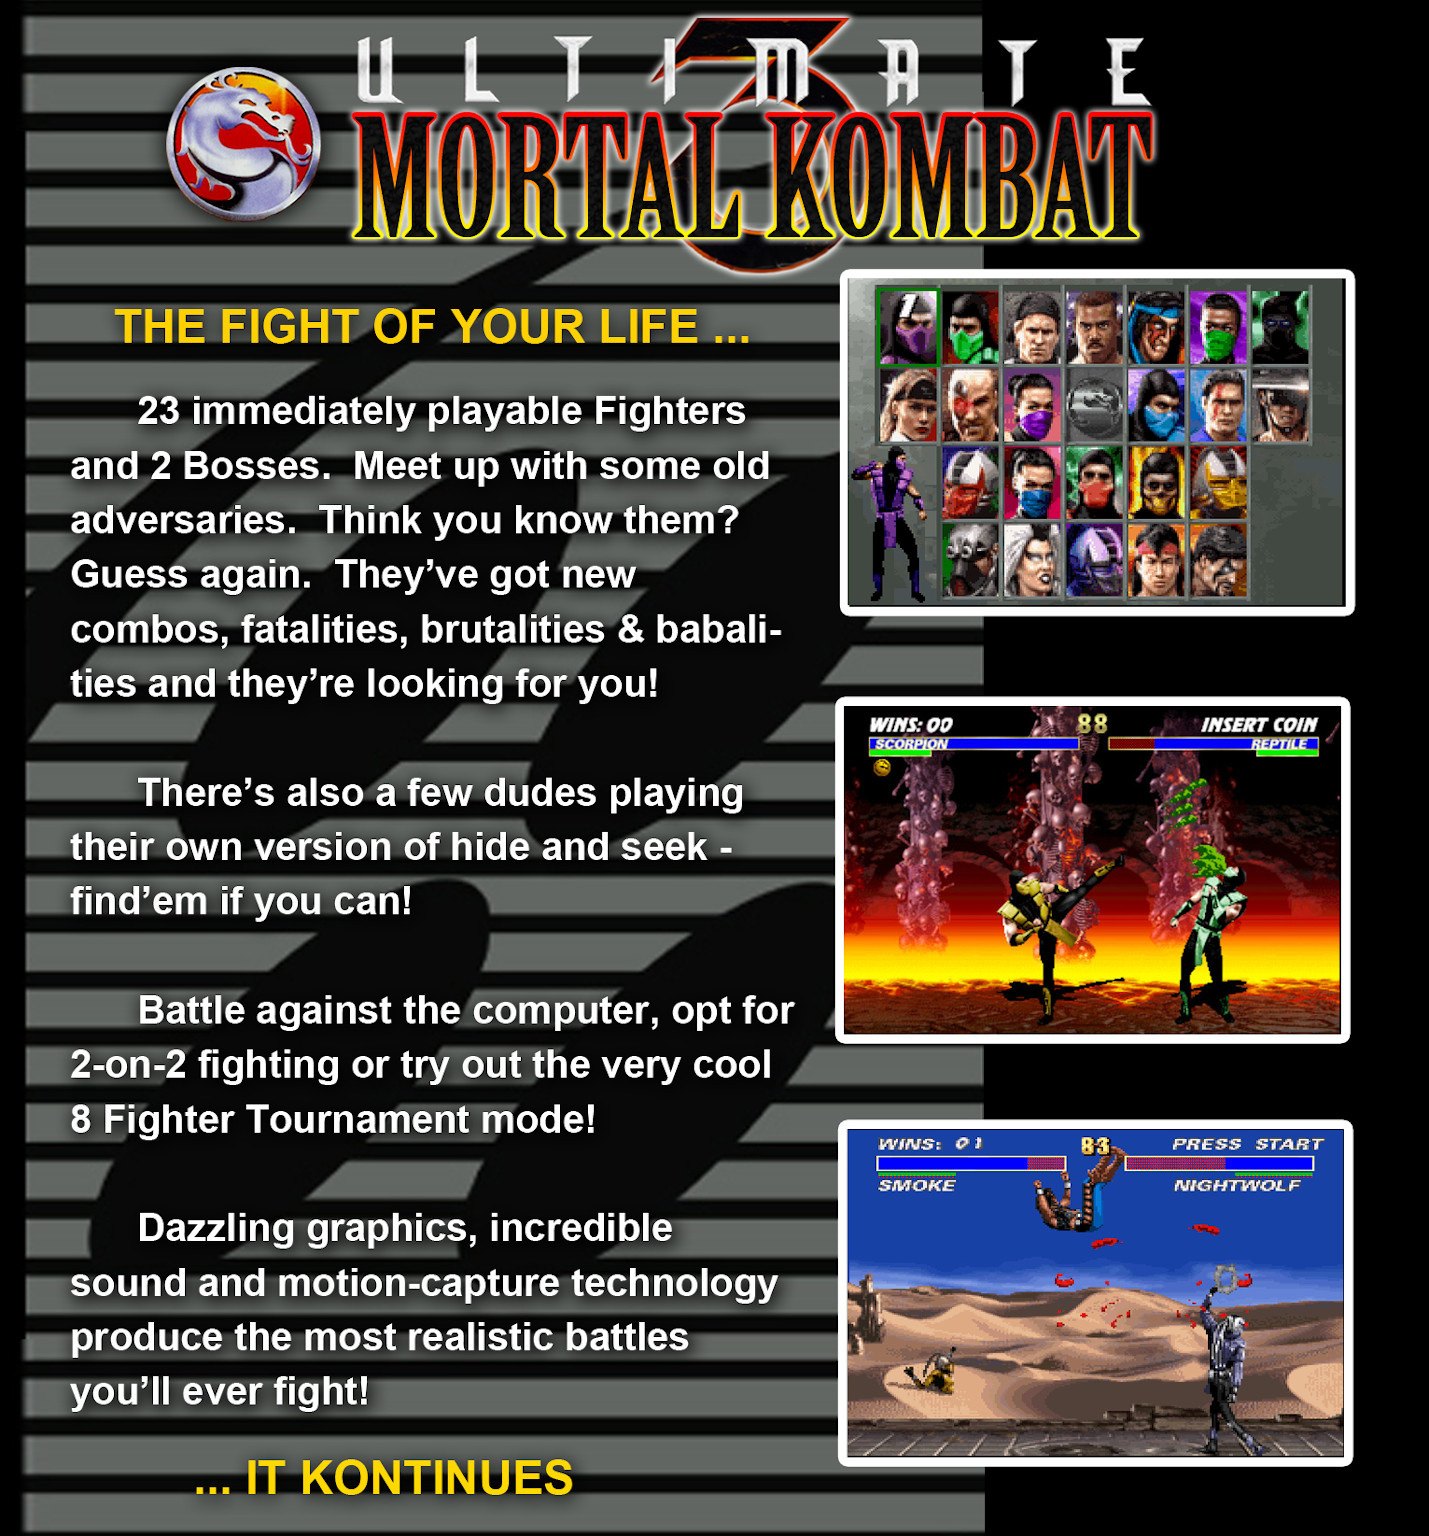 ULTIMATE
3
MORTAL KOMBAT
THE FIGHT OF YOUR LIFE ...
23 immediately playable Fighters
and 2 Bosses.  Meet up with some old
adversaries.  Think you know them?
Guess again.  They’ve got new
combos, fatalities, brutalities & babali-
ties and they’re looking for you!
There’s also a few dudes playing
their own version of hide and seek -
find’em if you can!
Battle against the computer, opt for
2-on-2 fighting or try out the very cool
8 Fighter Tournament mode!
Dazzling graphics, incredible
sound and motion-capture technology
produce the most realistic battles
you’ll ever fight!
... IT KONTINUES
1
WINS: 00 88 INSERT COIN
SCORPION REPTILE
WINS: 01 83 PRESS START
SMOKE NIGHTWOLF